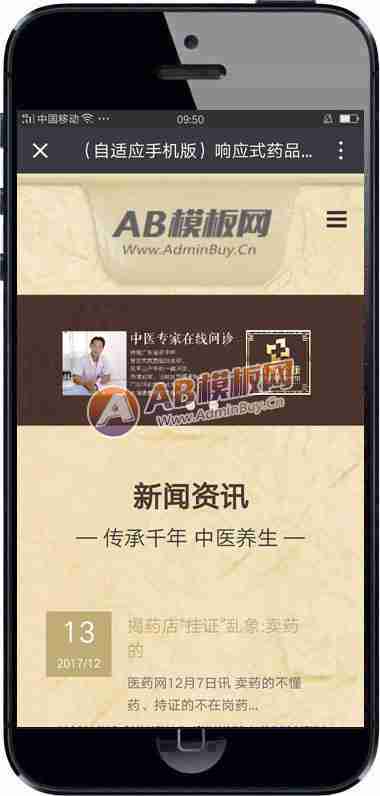 中国移动
09:50
（自适应手机版）响应式药品...
AB模板网
Www.AdminBuy.Cn
中医专家在线问诊
AB模板网
Www.AdminBuy.Cn
新闻资讯
— 传承千年 中医养生 —
13
2017/12
揭药店“挂证”乱象:卖药
的
医药网12月7日讯 卖药的不懂
药、持证的不在岗药...